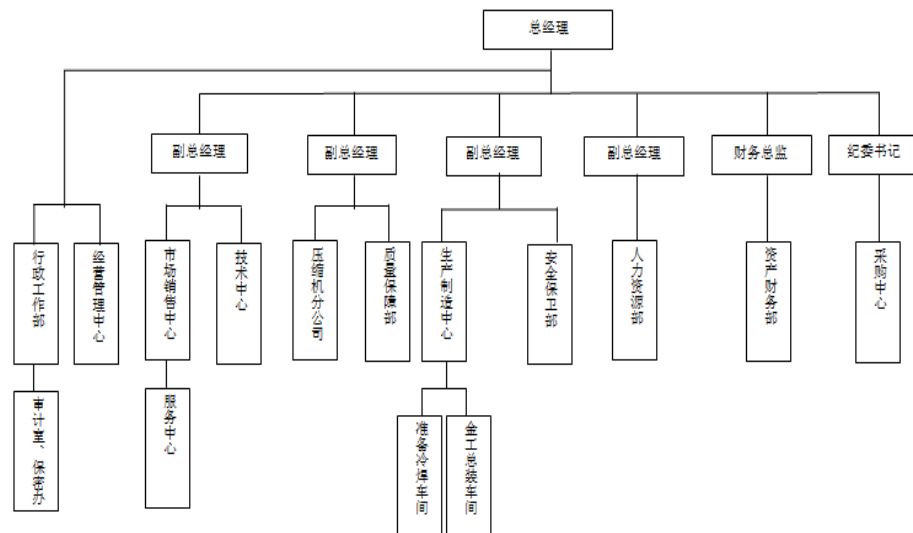 总经理
副总经理
副总经理
副总经理
副总经理
财务总监
纪委书记
行政工作部
经营管理中心
市场销售中心
技术中心
压缩机分公司
质量保障部
生产制造中心
安全保卫部
人力资源部
资产财务部
采购中心
审计室、保密办
服务中心
准备冷焊车间
金工总装车间